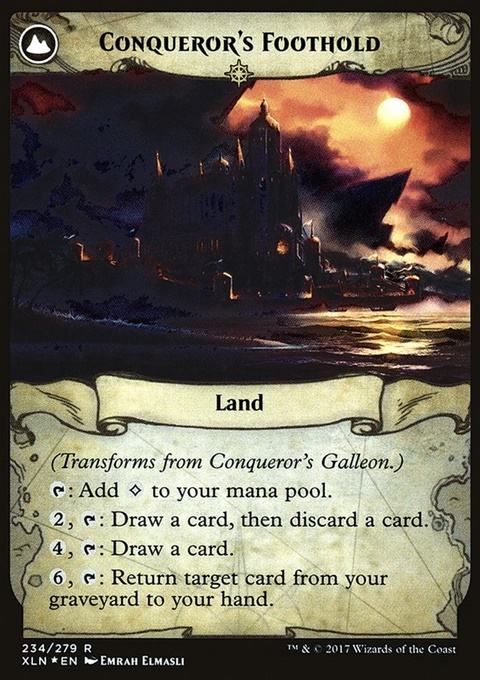 Conqueror's Foothold
Land
(Transforms from Conqueror's Galleon.)
: Add to your mana pool.
2, : Draw a card, then discard a card.
4, : Draw a card.
6, : Return target card from your
graveyard to your hand.
234/279 R
XLN ★ EN Emrah Elmasli
™ & © 2017 Wizards of the Coast